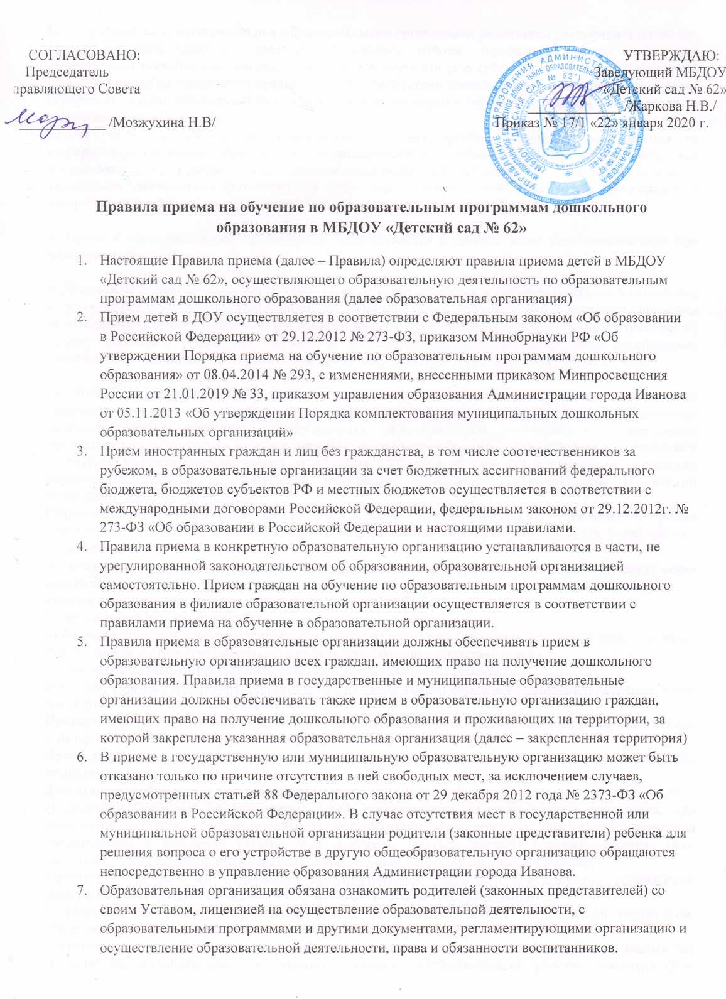 СОГЛАСОВАНО:
Председатель
правляющего Совета
/Мозжухина Н.В/
УТВЕРЖДАЮ:
Заведующий МБДОУ
«Детский сад № 62»
/Жаркова Н.В./
Приказ № 17/1 «22» января 2020 г.
Правила приема на обучение по образовательным программам дошкольного
образования в МБДОУ «Детский сад № 62»
1. Настоящие Правила приема (далее – Правила) определяют правила приема детей в МБДОУ
«Детский сад № 62», осуществляющего образовательную деятельность по образовательным
программам дошкольного образования (далее образовательная организация)
2. Прием детей в ДОУ осуществляется в соответствии с Федеральным законом «Об образовании
в Российской Федерации» от 29.12.2012 № 273-ФЗ, приказом Минобрнауки РФ «Об
утверждении Порядка приема на обучение по образовательным программам дошкольного
образования» от 08.04.2014 № 293, с изменениями, внесенными приказом Минпросвещения
России от 21.01.2019 № 33, приказом управления образования Администрации города Иванова
от 05.11.2013 «Об утверждении Порядка комплектования муниципальных дошкольных
образовательных организаций»
3. Прием иностранных граждан и лиц без гражданства, в том числе соотечественников за
рубежом, в образовательные организации за счет бюджетных ассигнований федерального
бюджета, бюджетов субъектов РФ и местных бюджетов осуществляется в соответствии с
международными договорами Российской Федерации, федеральным законом от 29.12.2012г. №
273-ФЗ «Об образовании в Российской Федерации и настоящими правилами.
4. Правила приема в конкретную образовательную организацию устанавливаются в части, не
урегулированной законодательством об образовании, образовательной организацией
самостоятельно. Прием граждан на обучение по образовательным программам дошкольного
образования в филиале образовательной организации осуществляется в соответствии с
правилами приема на обучение в образовательной организации.
5. Правила приема в образовательные организации должны обеспечивать прием в
образовательную организацию всех граждан, имеющих право на получение дошкольного
образования. Правила приема в государственные и муниципальные образовательные
организации должны обеспечивать также прием в образовательную организацию граждан,
имеющих право на получение дошкольного образования и проживающих на территории, за
которой закреплена указанная образовательная организация (далее – закрепленная территория)
6. В приеме в государственную или муниципальную образовательную организацию может быть
отказано только по причине отсутствия в ней свободных мест, за исключением случаев,
предусмотренных статьей 88 Федерального закона от 29 декабря 2012 года № 2373-ФЗ «Об
образовании в Российской Федерации». В случае отсутствия мест в государственной или
муниципальной образовательной организации родители (законные представители) ребенка для
решения вопроса о его устройстве в другую общеобразовательную организацию обращаются
непосредственно в управление образования Администрации города Иванова.
7. Образовательная организация обязана ознакомить родителей (законных представителей) со
своим Уставом, лицензией на осуществление образовательной деятельности, с
образовательными программами и другими документами, регламентирующими организацию и
осуществление образовательной деятельности, права и обязанности воспитанников.